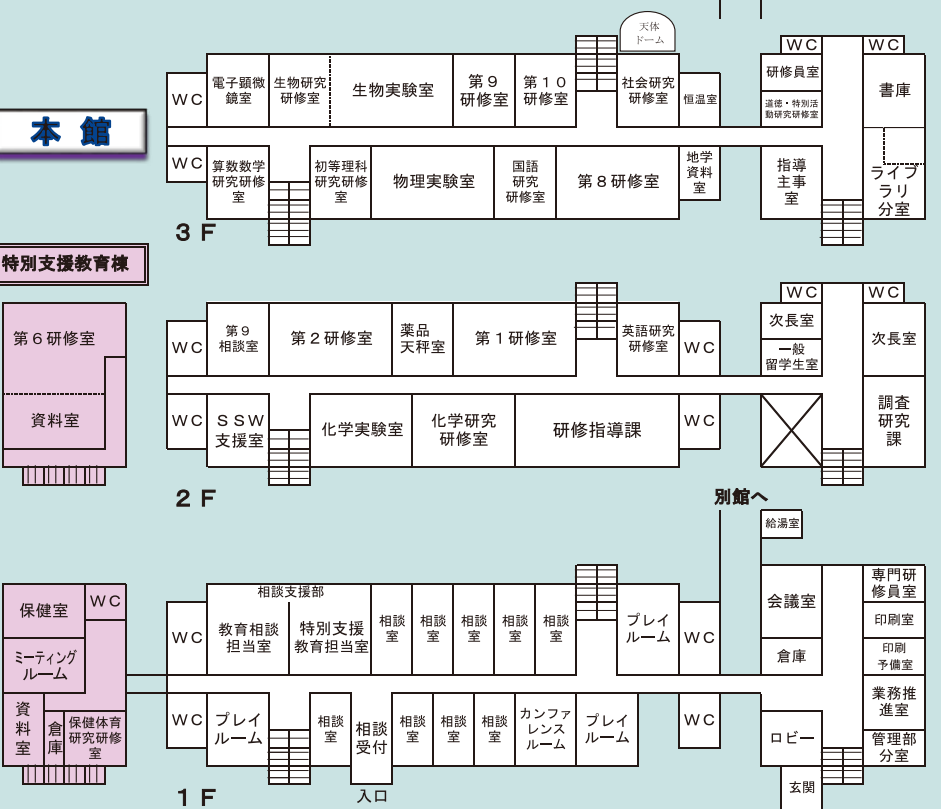 天体
ドーム
WC
WC
WC
電子顕微
鏡室
生物研究
研修室
生物実験室
第9
研修室
第10
研修室
社会研究
研修室
恒温室
研修員室
道徳・特別活
動研究研修室
書庫
本館
WC
算数数学
研究研修
室
初等理科
研究研修
室
物理実験室
国語
研究
研修室
第8研修室
地学
資料
室
指導
主事
室
ライブ
ラリ
分室
3F
特別支援教育棟
WC
WC
第6研修室
資料室
WC
第9
相談室
第2研修室
薬品
天秤室
第1研修室
英語研究
研修室
WC
次長室
一般
留学生室
次長室
WC
SSW
支援室
化学実験室
化学研究
研修室
研修指導課
WC
調査
研究
課
2F
別館へ
給湯室
保健室
WC
ミーティング
ルーム
資
料
室
倉
庫
保健体育
研究研修
室
WC
相談支援部
教育相談
担当室
特別支援
教育担当室
相談
室
相談
室
相談
室
相談
室
相談
室
プレイ
ルーム
WC
会議室
倉庫
専門研
修員室
印刷室
印刷
予備室
業務推
進室
管理部
分室
WC
プレイ
ルーム
相談
室
相談
受付
相談
室
相談
室
相談
室
カンファ
レンス
ルーム
プレイ
ルーム
WC
ロビー
玄関
入口
1F